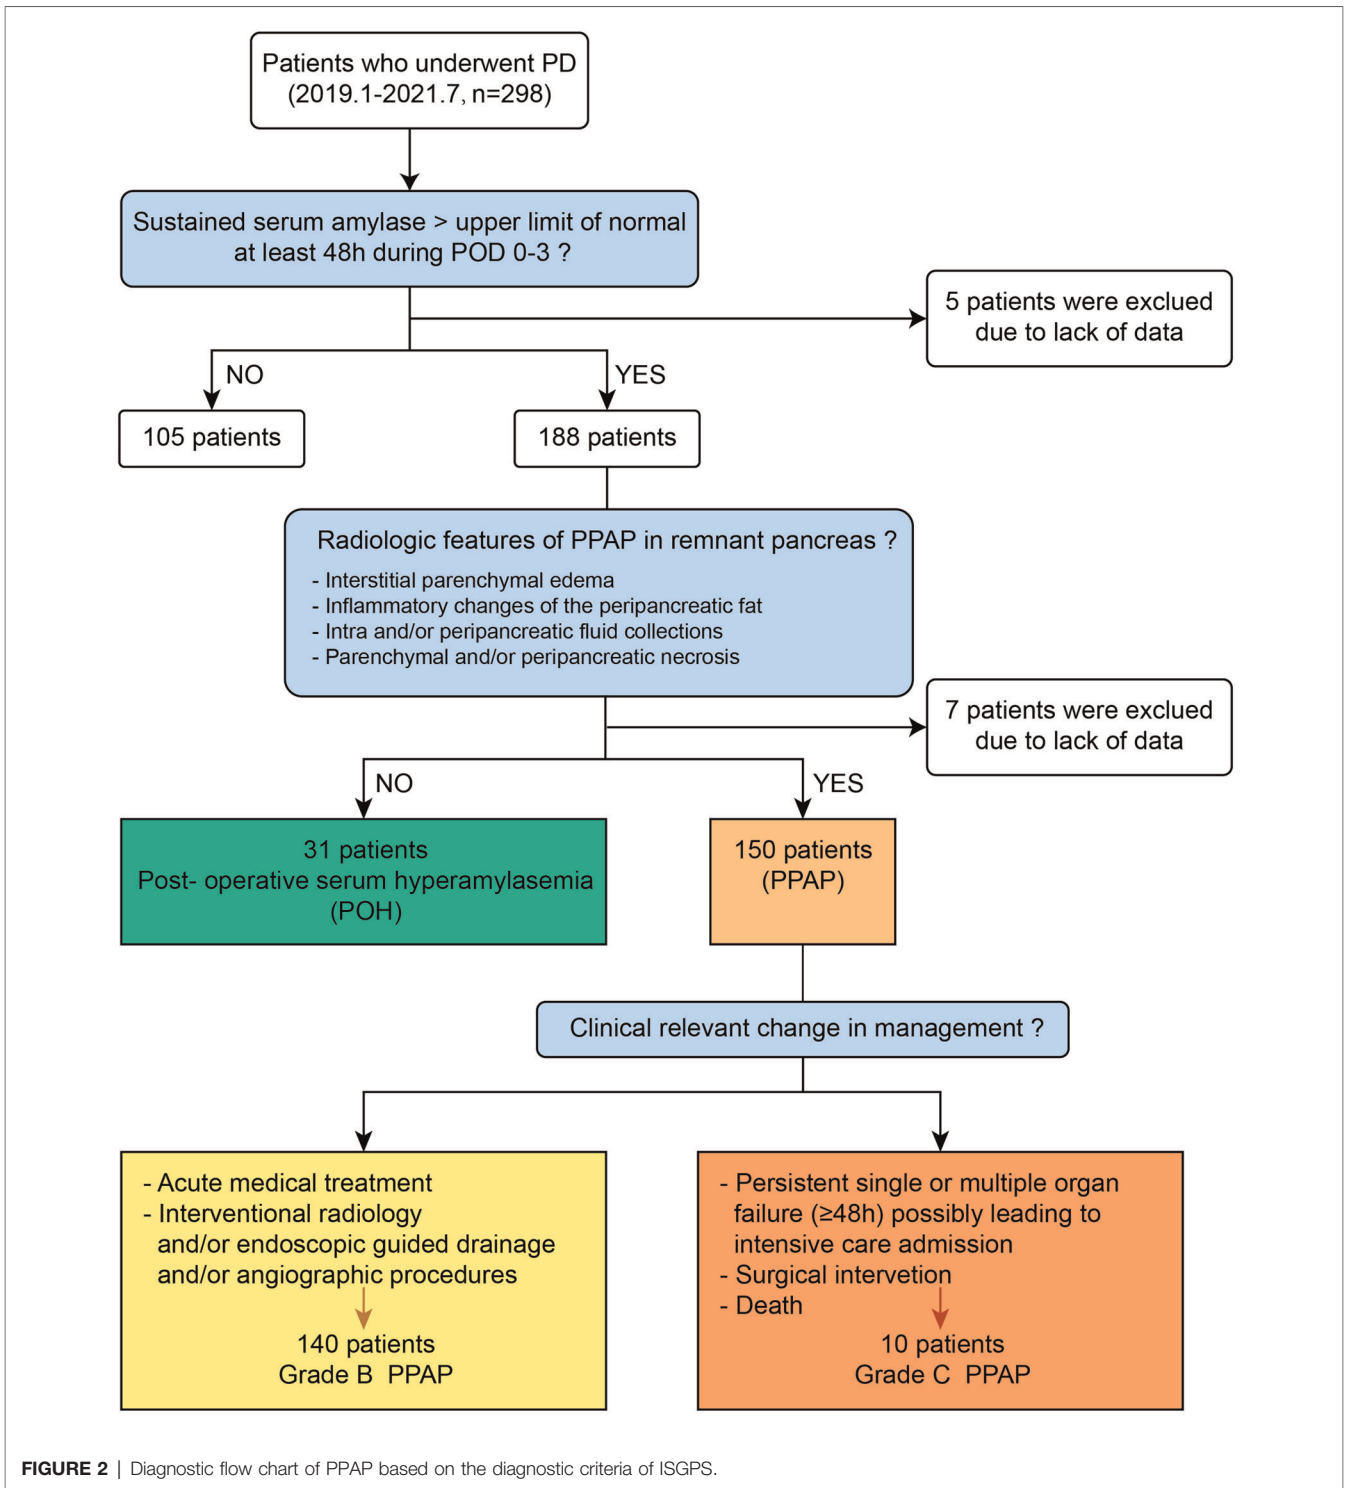 Patients who underwent PD
(2019.1-2021.7, n=298)
Sustained serum amylase > upper limit of normal
at least 48h during POD 0-3 ?
5 patients were exclued
due to lack of data
NO
YES
105 patients
188 patients
Radiologic features of PPAP in remnant pancreas ?
- Interstitial parenchymal edema
- Inflammatory changes of the peripancreatic fat
- Intra and/or peripancreatic fluid collections
- Parenchymal and/or peripancreatic necrosis
7 patients were exclued
due to lack of data
NO
YES
31 patients
Post- operative serum hyperamylasemia
(POH)
150 patients
(PPAP)
Clinical relevant change in management ?
- Acute medical treatment
- Interventional radiology
and/or endoscopic guided drainage
and/or angiographic procedures
140 patients
Grade B PPAP
- Persistent single or multiple organ
failure (≥48h) possibly leading to
intensive care admission
- Surgical intervetion
- Death
10 patients
Grade C PPAP
FIGURE 2 | Diagnostic flow chart of PPAP based on the diagnostic criteria of ISGPS.